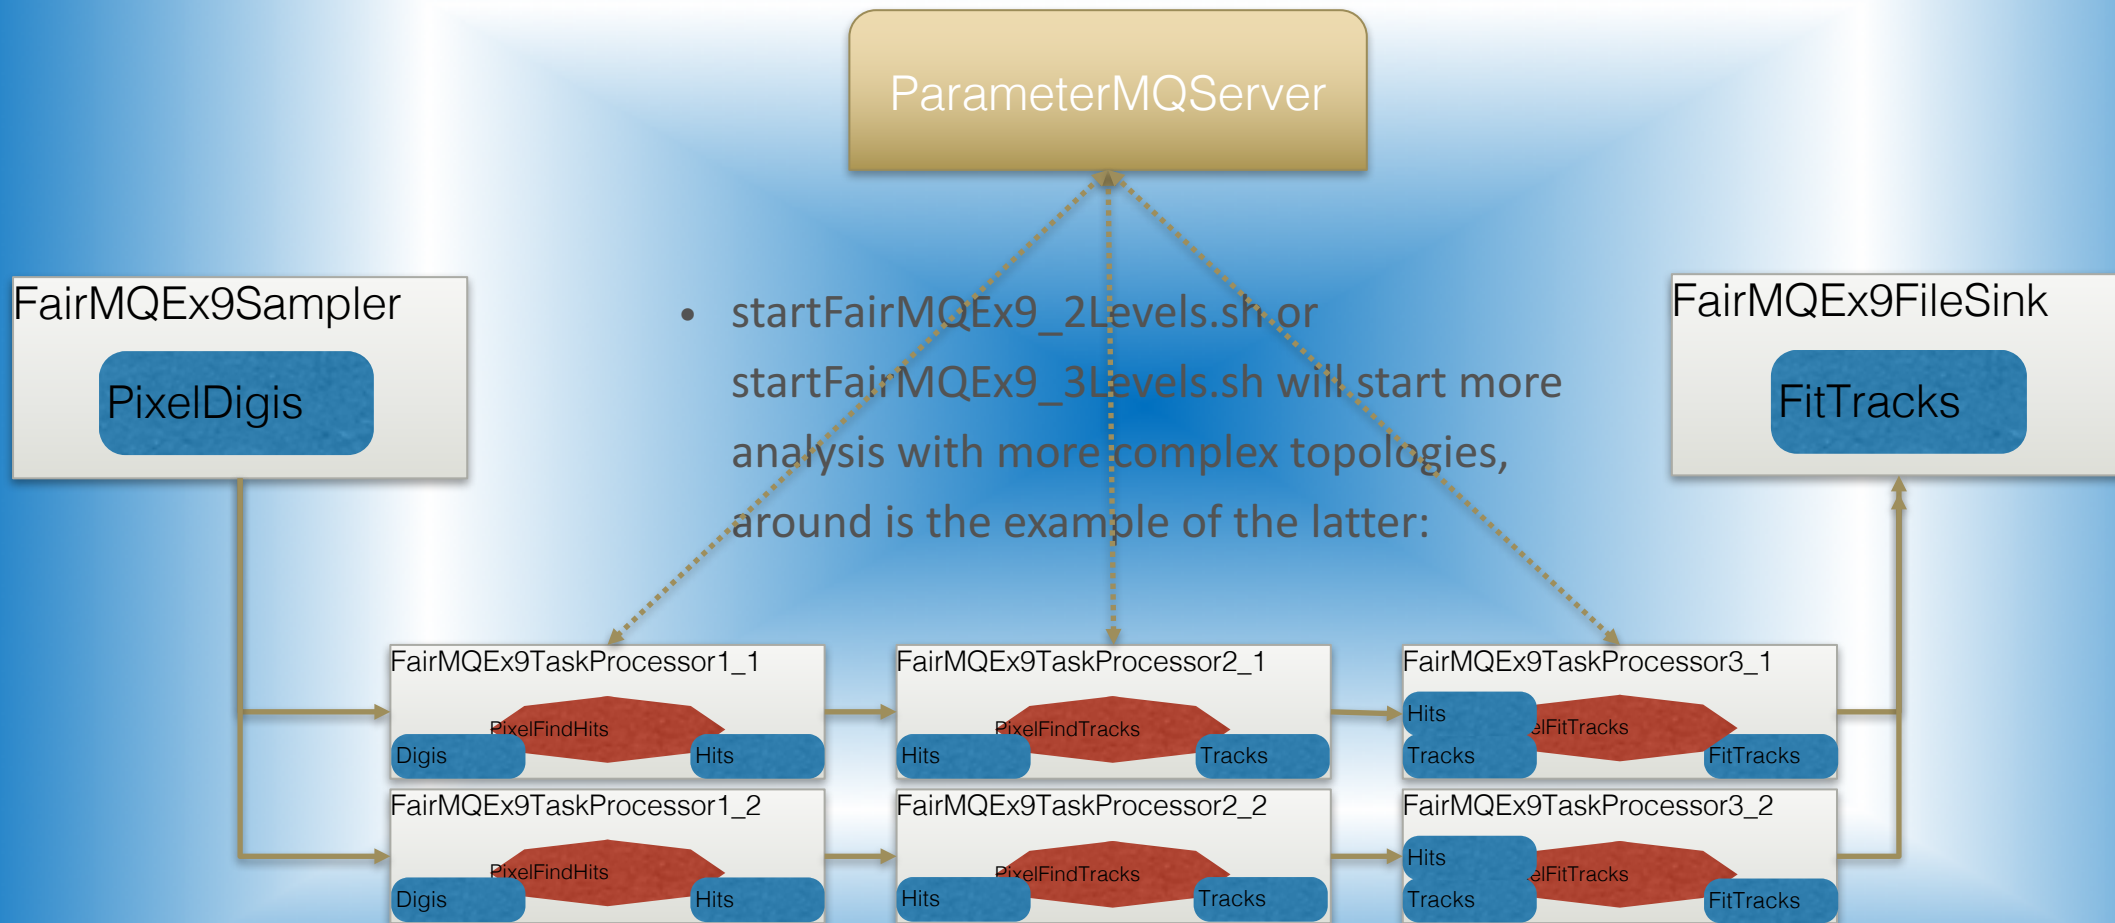 ParameterMQServer
FairMQEx9Sampler
PixelDigis
• startFairMQEx9_2Levels.sh or
startFairMQEx9_3Levels.sh will start more
analysis with more complex topologies,
around is the example of the latter:
FairMQEx9FileSink
FitTracks
FairMQEx9TaskProcessor1_1
PixelFindHits
Digis
Hits
FairMQEx9TaskProcessor2_1
PixelFindTracks
Hits
Tracks
FairMQEx9TaskProcessor3_1
Hits
elFitTracks
Tracks
FitTracks
FairMQEx9TaskProcessor1_2
PixelFindHits
Digis
Hits
FairMQEx9TaskProcessor2_2
PixelFindTracks
Hits
Tracks
FairMQEx9TaskProcessor3_2
Hits
elFitTracks
Tracks
FitTracks